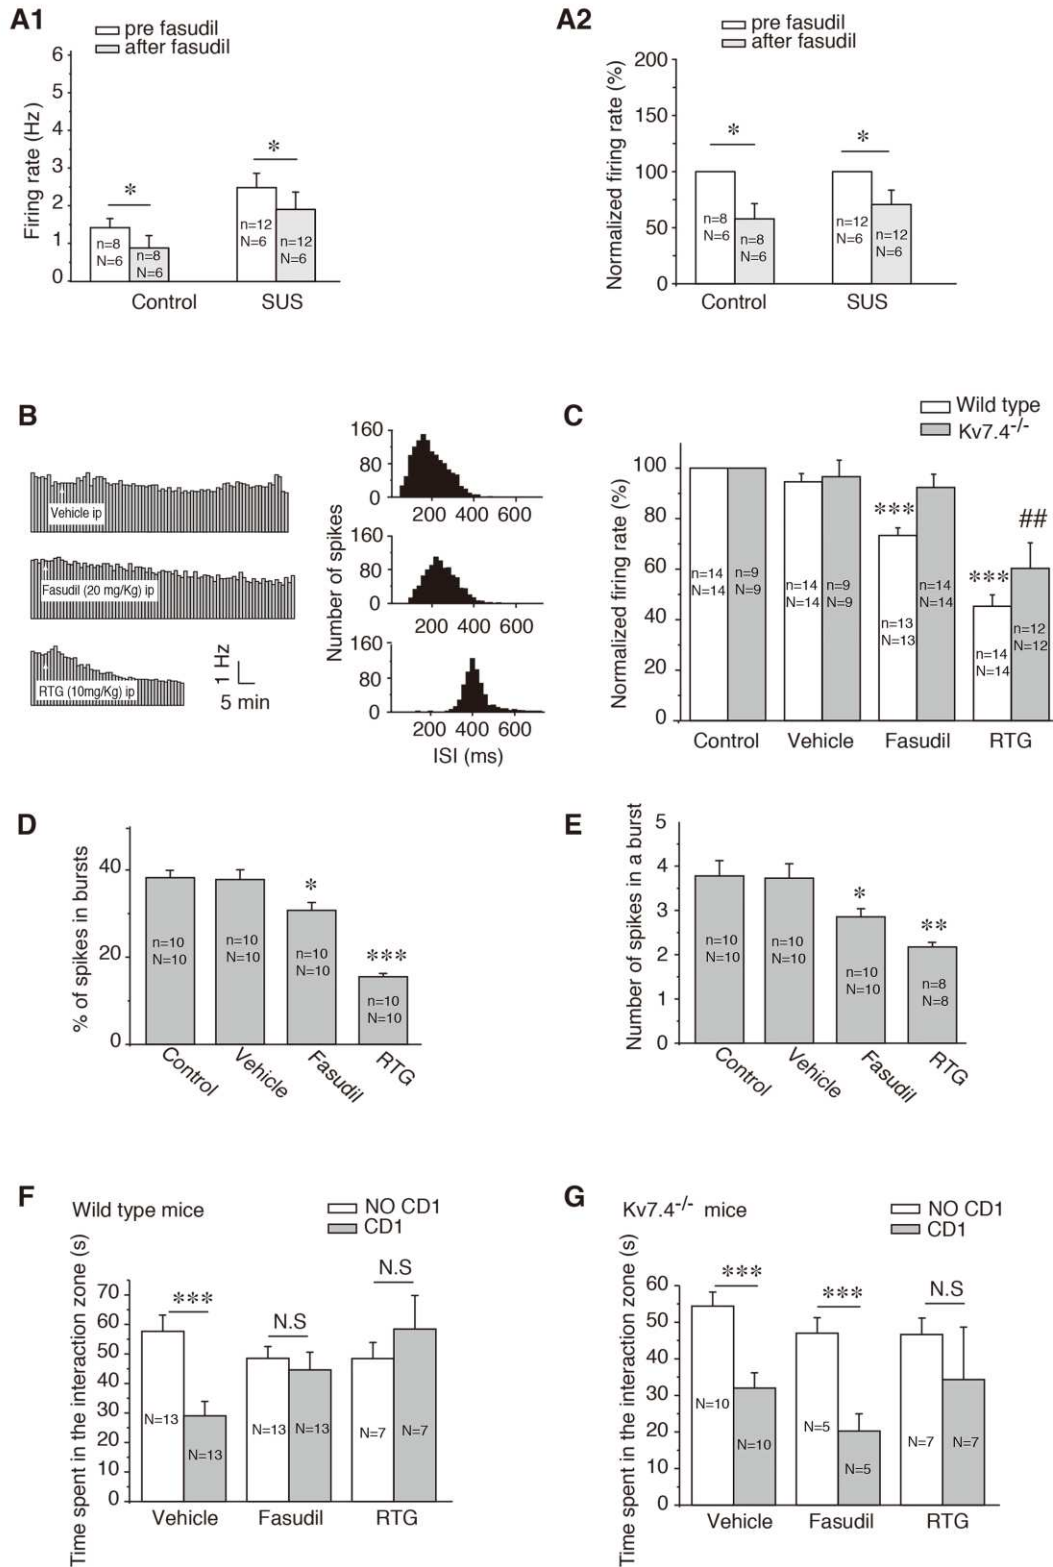 A1
pre fasudil
after fasudil
Firing rate (Hz)
6
5
4
3
2
1
0
n=8
N=6
n=8
N=6
n=12
N=6
n=12
N=6
*
*
Control
SUS
A2
pre fasudil
after fasudil
Normalized firing rate (%)
200
150
100
50
0
n=8
N=6
n=8
N=6
n=12
N=6
n=12
N=6
*
*
Control
SUS
B
Vehicle ip
Fasudil (20 mg/Kg) ip
RTG (10mg/Kg) ip
1 Hz
5 min
Number of spikes
160
80
0
200 400 600
160
80
0
200 400 600
160
80
0
200 400 600
ISI (ms)
C
Wild type
Kv7.4-/-
Normalized firing rate (%)
100
80
60
40
20
0
n=14
N=14
n=9
N=9
n=14
N=14
n=9
N=9
***
n=13
N=13
n=14
N=14
***
n=14
N=14
##
n=12
N=12
Control
Vehicle
Fasudil
RTG
D
% of spikes in bursts
40
20
0
n=10
N=10
n=10
N=10
*
n=10
N=10
***
n=10
N=10
Control
Vehicle
Fasudil
RTG
E
Number of spikes in a burst
5
4
3
2
1
0
n=10
N=10
n=10
N=10
*
n=10
N=10
**
n=8
N=8
Control
Vehicle
Fasudil
RTG
F
Wild type mice
NO CD1
CD1
Time spent in the interaction zone (s)
70
60
50
40
30
20
10
0
***
N.S
N.S
N=13
N=13
N=13
N=13
N=7
N=7
Vehicle
Fasudil
RTG
G
Kv7.4-/- mice
NO CD1
CD1
Time spent in the interaction zone (s)
60
50
40
30
20
10
0
***
***
N.S
N=10
N=10
N=5
N=5
N=7
N=7
Vehicle
Fasudil
RTG